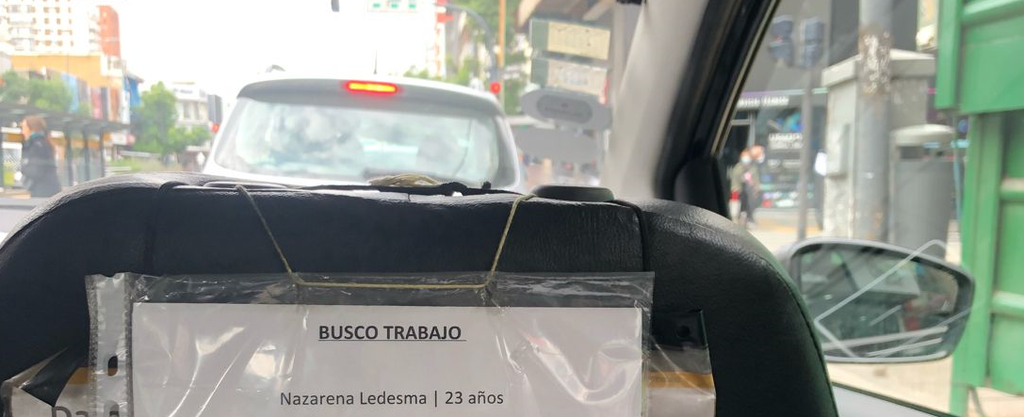 BUSCO TRABAJO
Nazarena Ledesma | 23 años